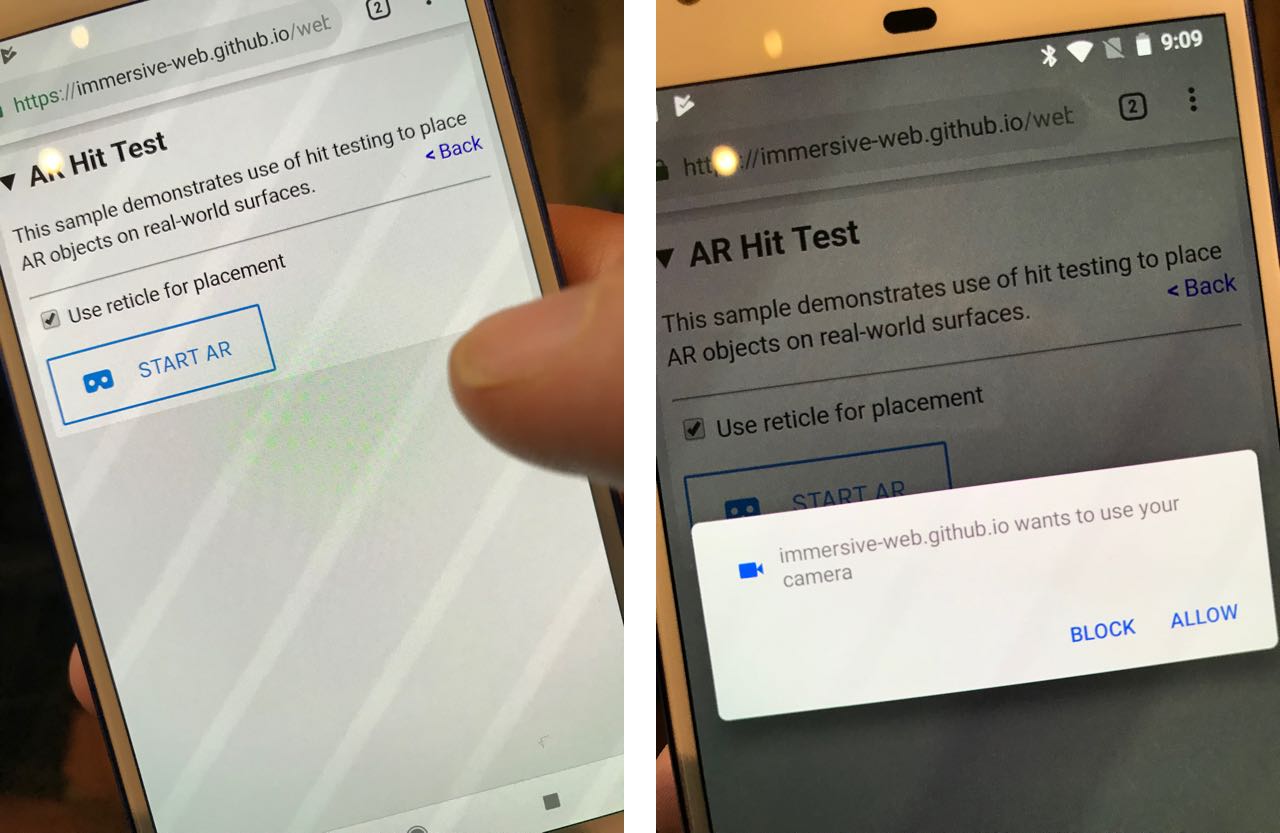 2
https://immersive-web.github.io/web
▼ AR Hit Test
This sample demonstrates use of hit testing to place
AR objects on real-world surfaces.
< Back
Use reticle for placement
START AR
9:09
https://immersive-web.github.io/web
2
▼ AR Hit Test
This sample demonstrates use of hit testing to place
AR objects on real-world surfaces.
< Back
Use reticle for placement
START AR
immersive-web.github.io wants to use your
camera
BLOCK ALLOW